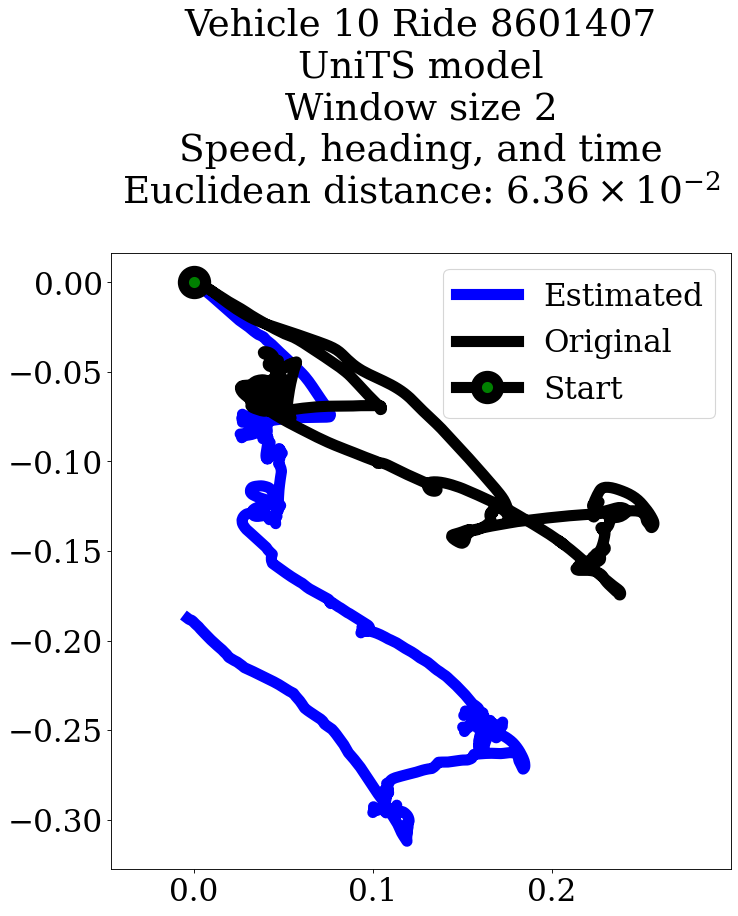 Vehicle 10 Ride 8601407
UniTS model
Window size 2
Speed, heading, and time
Euclidean distance: 6.36 × 10⁻²
Estimated
Original
Start
0.00
−0.05
−0.10
−0.15
−0.20
−0.25
−0.30
0.0 0.1 0.2